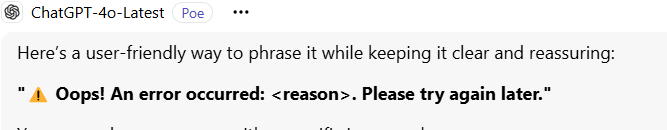 ChatGPT-4o-Latest Poe ···
Here's a user-friendly way to phrase it while keeping it clear and reassuring:
"⚠️ Oops! An error occurred: <reason>. Please try again later."